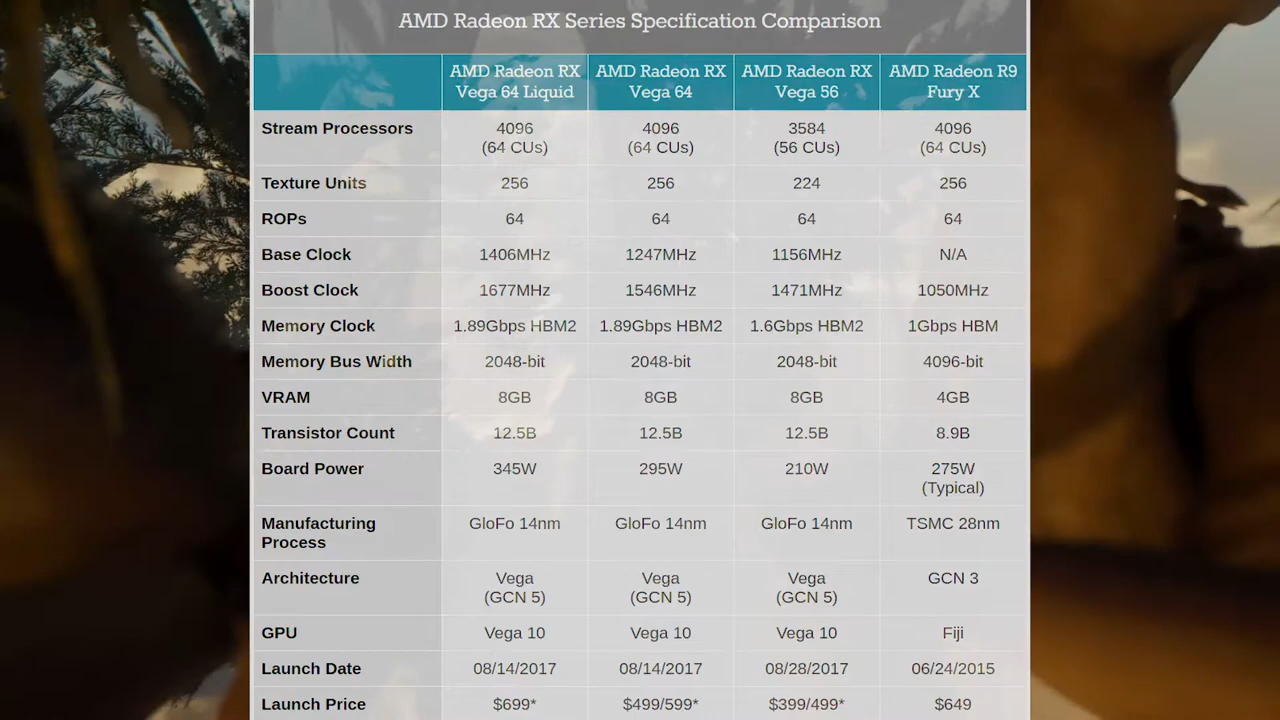 AMD Radeon RX Series Specification Comparison
AMD Radeon RX Vega 64 Liquid AMD Radeon RX Vega 64 AMD Radeon RX Vega 56 AMD Radeon R9 Fury X
Stream Processors 4096 (64 CUs) 4096 (64 CUs) 3584 (56 CUs) 4096 (64 CUs)
Texture Units 256 256 224 256
ROPs 64 64 64 64
Base Clock 1406MHz 1247MHz 1156MHz N/A
Boost Clock 1677MHz 1546MHz 1471MHz 1050MHz
Memory Clock 1.89Gbps HBM2 1.89Gbps HBM2 1.6Gbps HBM2 1Gbps HBM
Memory Bus Width 2048-bit 2048-bit 2048-bit 4096-bit
VRAM 8GB 8GB 8GB 4GB
Transistor Count 12.5B 12.5B 12.5B 8.9B
Board Power 345W 295W 210W 275W (Typical)
Manufacturing Process GloFo 14nm GloFo 14nm GloFo 14nm TSMC 28nm
Architecture Vega (GCN 5) Vega (GCN 5) Vega (GCN 5) GCN 3
GPU Vega 10 Vega 10 Vega 10 Fiji
Launch Date 08/14/2017 08/14/2017 08/28/2017 06/24/2015
Launch Price $699* $499/599* $399/499* $649